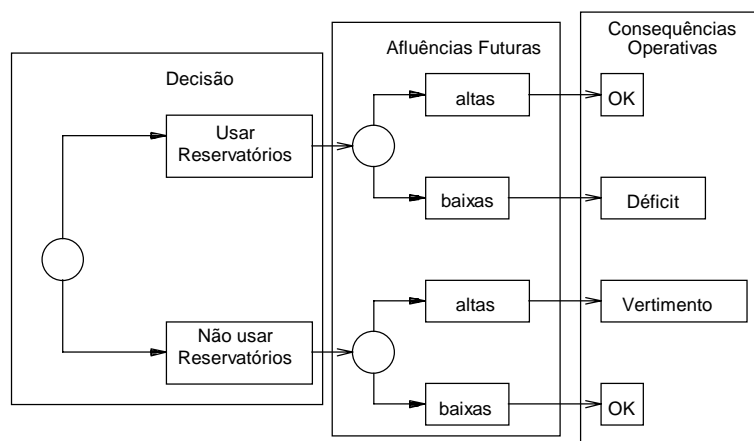 Decisão
Usar
Reservatórios
Não usar
Reservatórios
Afluências Futuras
altas
baixas
altas
baixas
Consequências
Operativas
OK
Déficit
Vertimento
OK